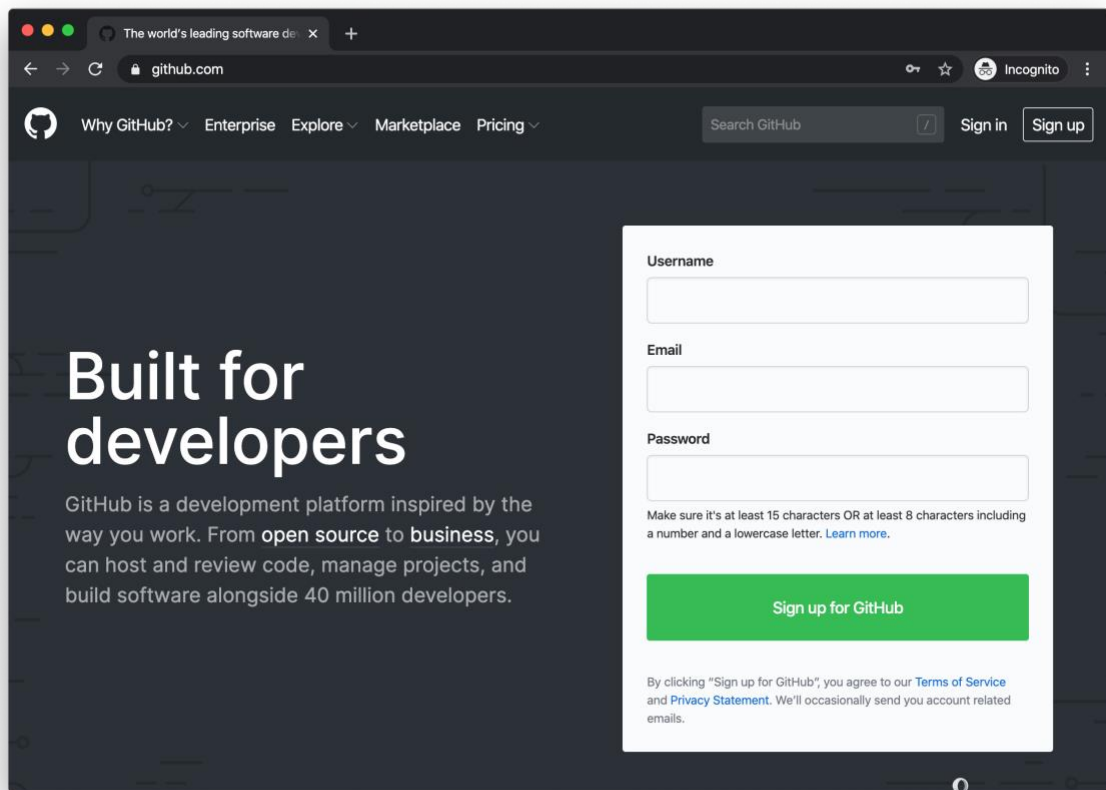 The world's leading software de
github.com
Incognito
Why GitHub? Enterprise Explore Marketplace Pricing
Search GitHub /
Sign in
Sign up
Built for
developers
GitHub is a development platform inspired by the
way you work. From open source to business, you
can host and review code, manage projects, and
build software alongside 40 million developers.
Username
Email
Password
Make sure it's at least 15 characters OR at least 8 characters including
a number and a lowercase letter. Learn more.
Sign up for GitHub
By clicking “Sign up for GitHub”, you agree to our Terms of Service
and Privacy Statement. We'll occasionally send you account related
emails.